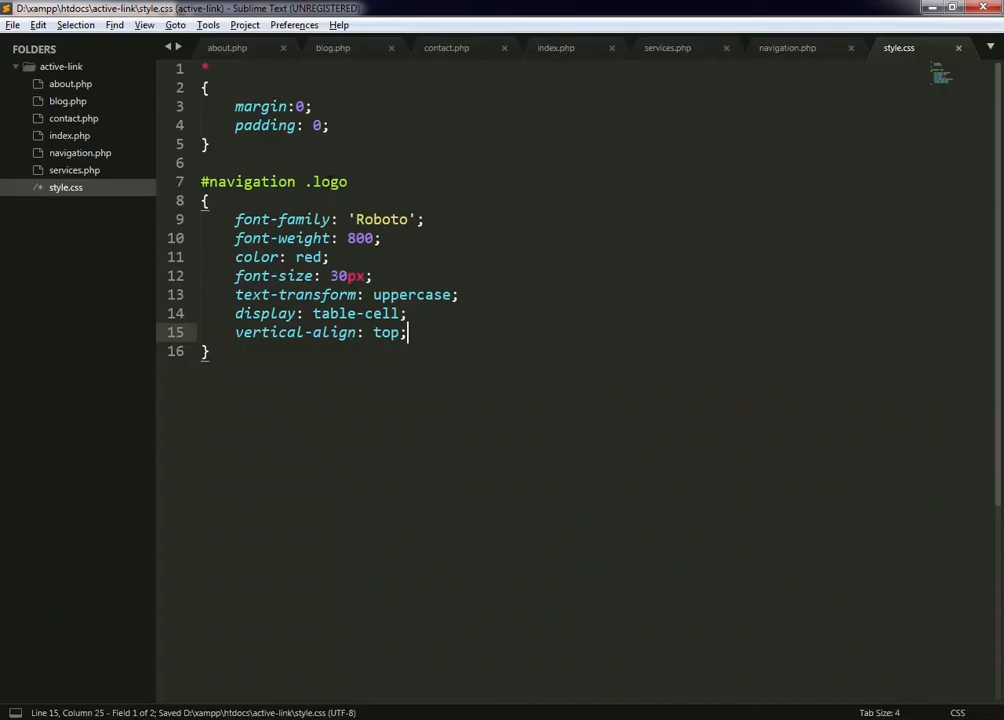 D:\xampp\htdocs\active-link\style.css (active-link) - Sublime Text (UNREGISTERED)
File Edit Selection Find View Goto Tools Project Preferences Help
FOLDERS
active-link
about.php
blog.php
contact.php
index.php
navigation.php
services.php
/* style.css
about.php × blog.php × contact.php × index.php × services.php × navigation.php × style.css ×
1 *
2 {
3 margin:0;
4 padding: 0;
5 }
6
7 #navigation .logo
8 {
9 font-family: 'Roboto';
10 font-weight: 800;
11 color: red;
12 font-size: 30px;
13 text-transform: uppercase;
14 display: table-cell;
15 vertical-align: top;
16 }
Line 15, Column 25 - Field 1 of 2; Saved D:\xampp\htdocs\active-link\style.css (UTF-8) Tab Size: 4 CSS